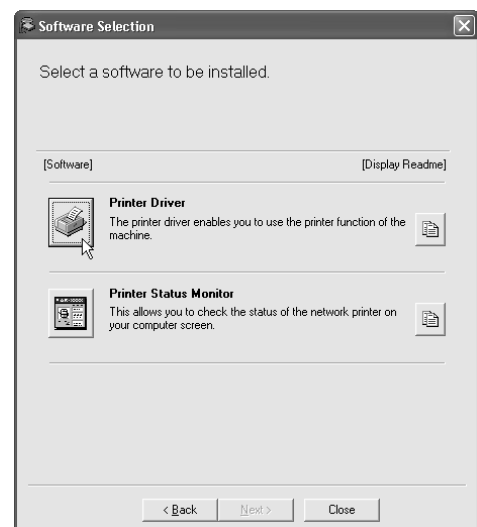 Software Selection
Select a software to be installed.
[Software] [Display Readme]
Printer Driver
The printer driver enables you to use the printer function of the
machine.
Printer Status Monitor
This allows you to check the status of the network printer on
your computer screen.
< Back Next > Close